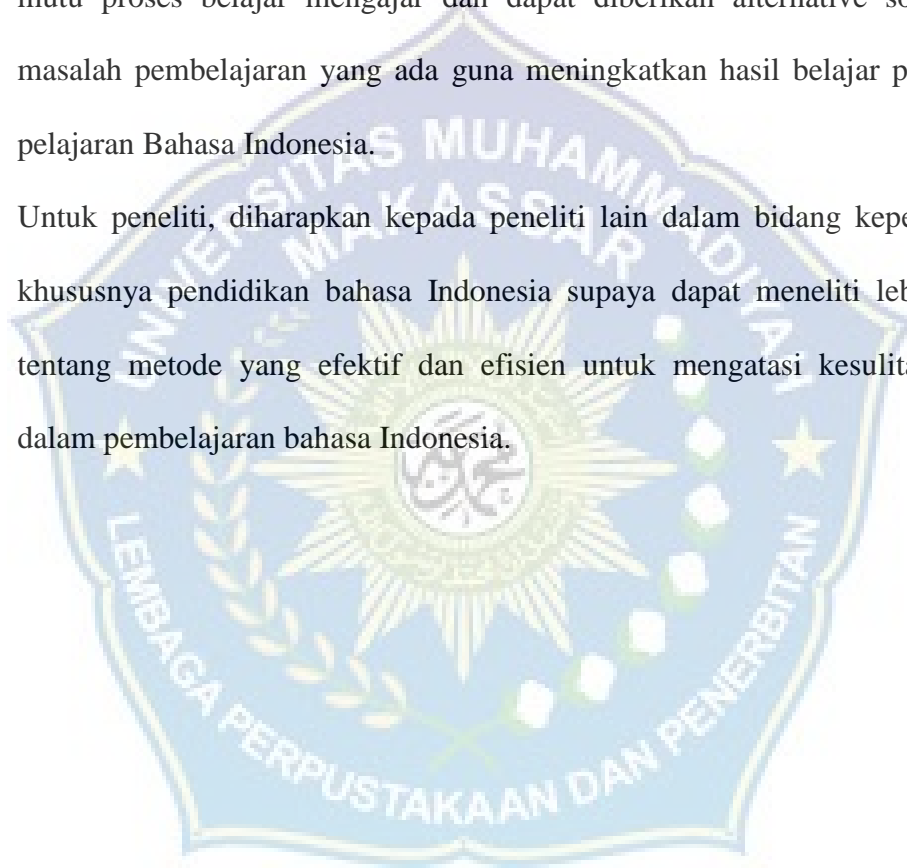 mutu proses belajar mengajar dan dapat diberikan alternative so
masalah pembelajaran yang ada guna meningkatkan hasil belajar p
pelajaran Bahasa Indonesia.
Untuk peneliti, diharapkan kepada peneliti lain dalam bidang kepe
khususnya pendidikan bahasa Indonesia supaya dapat meneliti leb
tentang metode yang efektif dan efisien untuk mengatasi kesulita
dalam pembelajaran bahasa Indonesia.
UNIVERSITAS MUHAMMADIYAH
MAKASSAR
LEMBAGA PERPUSTAKAAN DAN PENERBITAN